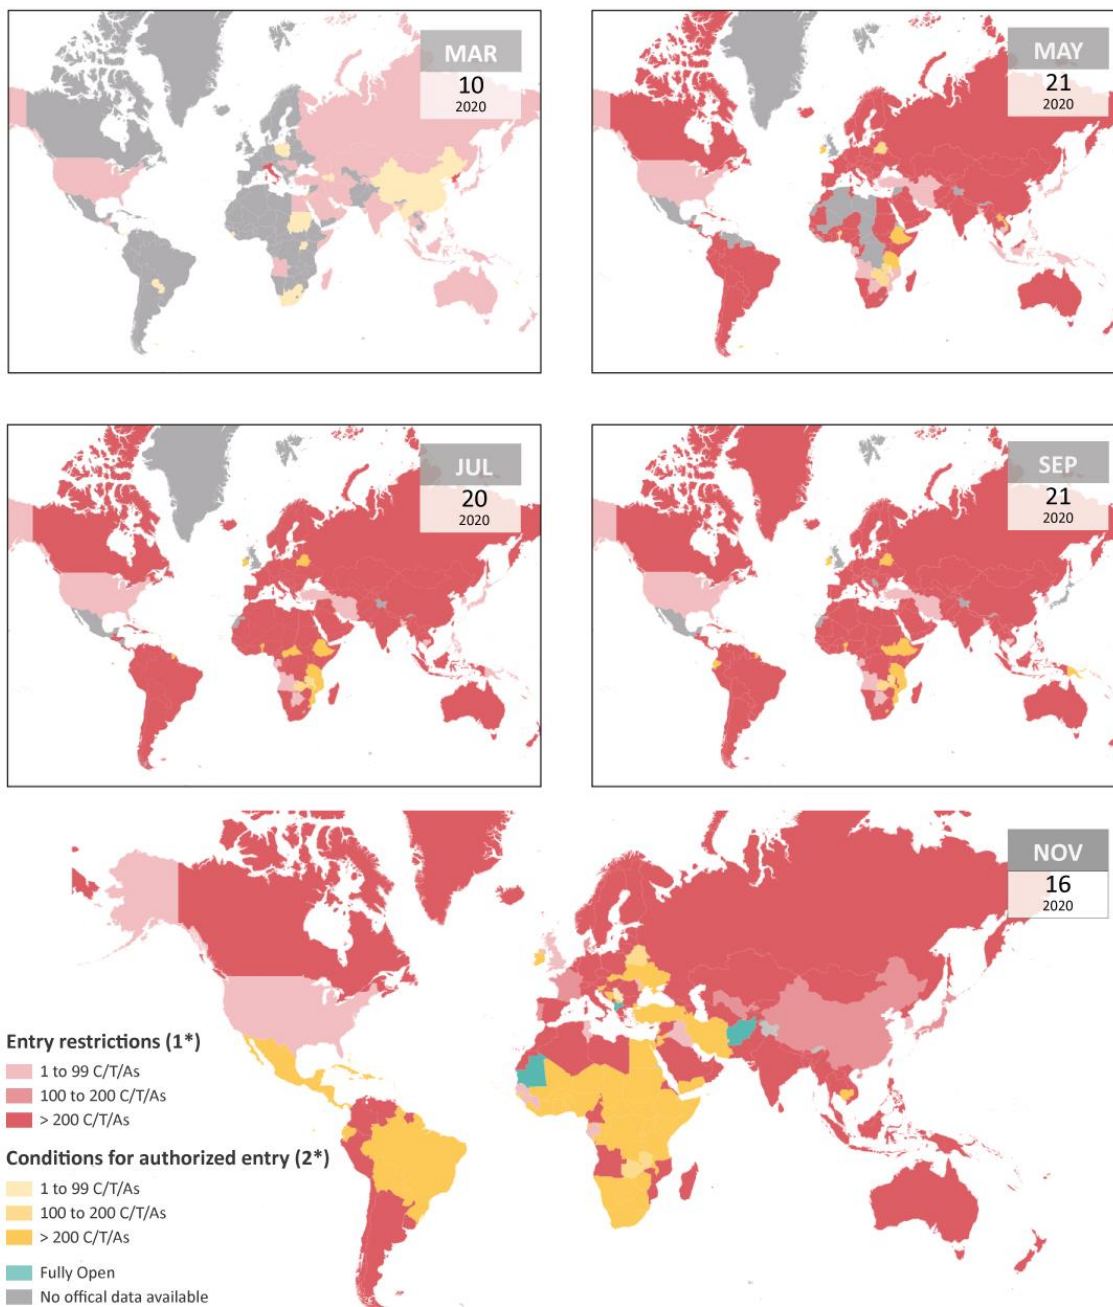 MAR
10
2020
MAY
21
2020
JUL
20
2020
SEP
21
2020
NOV
16
2020
Entry restrictions (1*)
1 to 99 C/T/As
100 to 200 C/T/As
> 200 C/T/As
Conditions for authorized entry (2*)
1 to 99 C/T/As
100 to 200 C/T/As
> 200 C/T/As
Fully Open
No offical data available